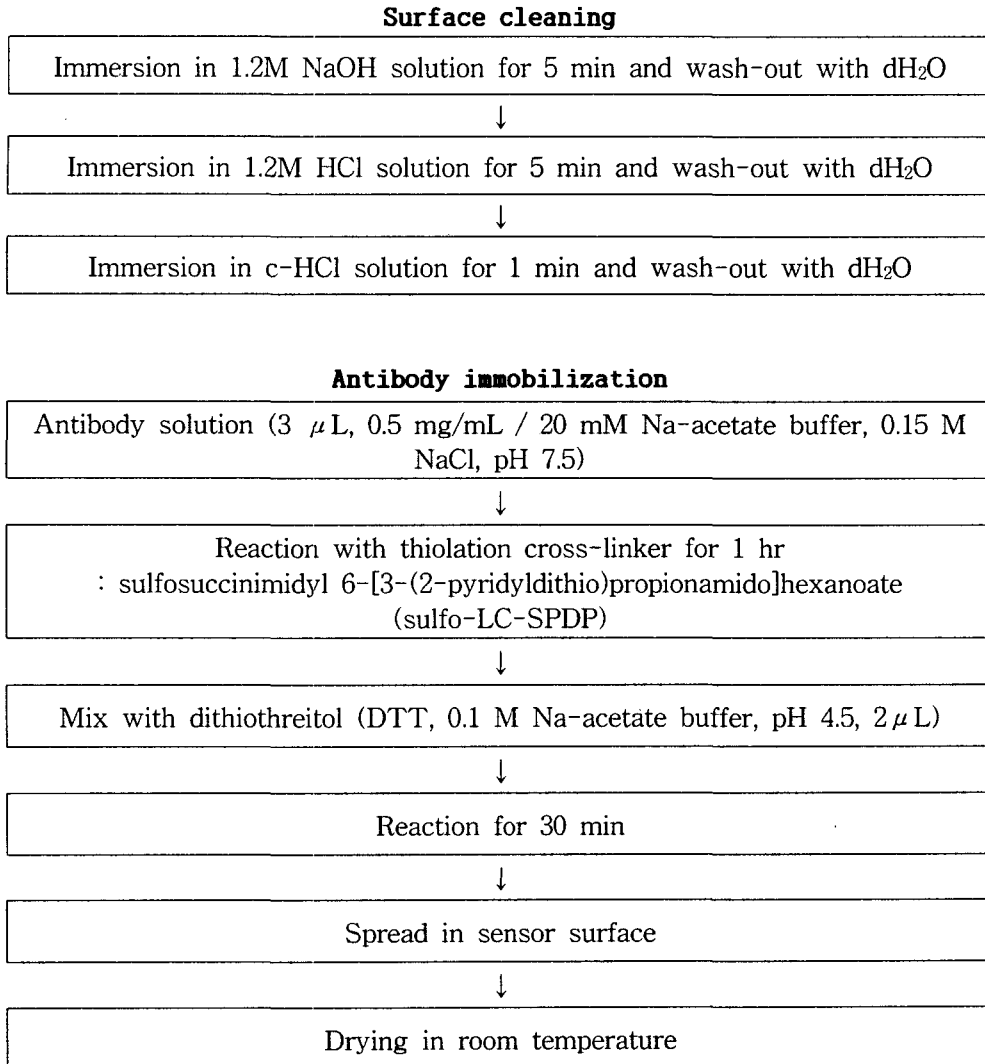 Surface cleaning
Immersion in 1.2M NaOH solution for 5 min and wash-out with dH₂O
↓
Immersion in 1.2M HCl solution for 5 min and wash-out with dH₂O
↓
Immersion in c-HCl solution for 1 min and wash-out with dH₂O
Antibody immobilization
Antibody solution (3 μL, 0.5 mg/mL / 20 mM Na-acetate buffer, 0.15 M
NaCl, pH 7.5)
↓
Reaction with thiolation cross-linker for 1 hr
: sulfosuccinimidyl 6-[3-(2-pyridyldithio)propionamido]hexanoate
(sulfo-LC-SPDP)
↓
Mix with dithiothreitol (DTT, 0.1 M Na-acetate buffer, pH 4.5, 2μL)
↓
Reaction for 30 min
↓
Spread in sensor surface
↓
Drying in room temperature